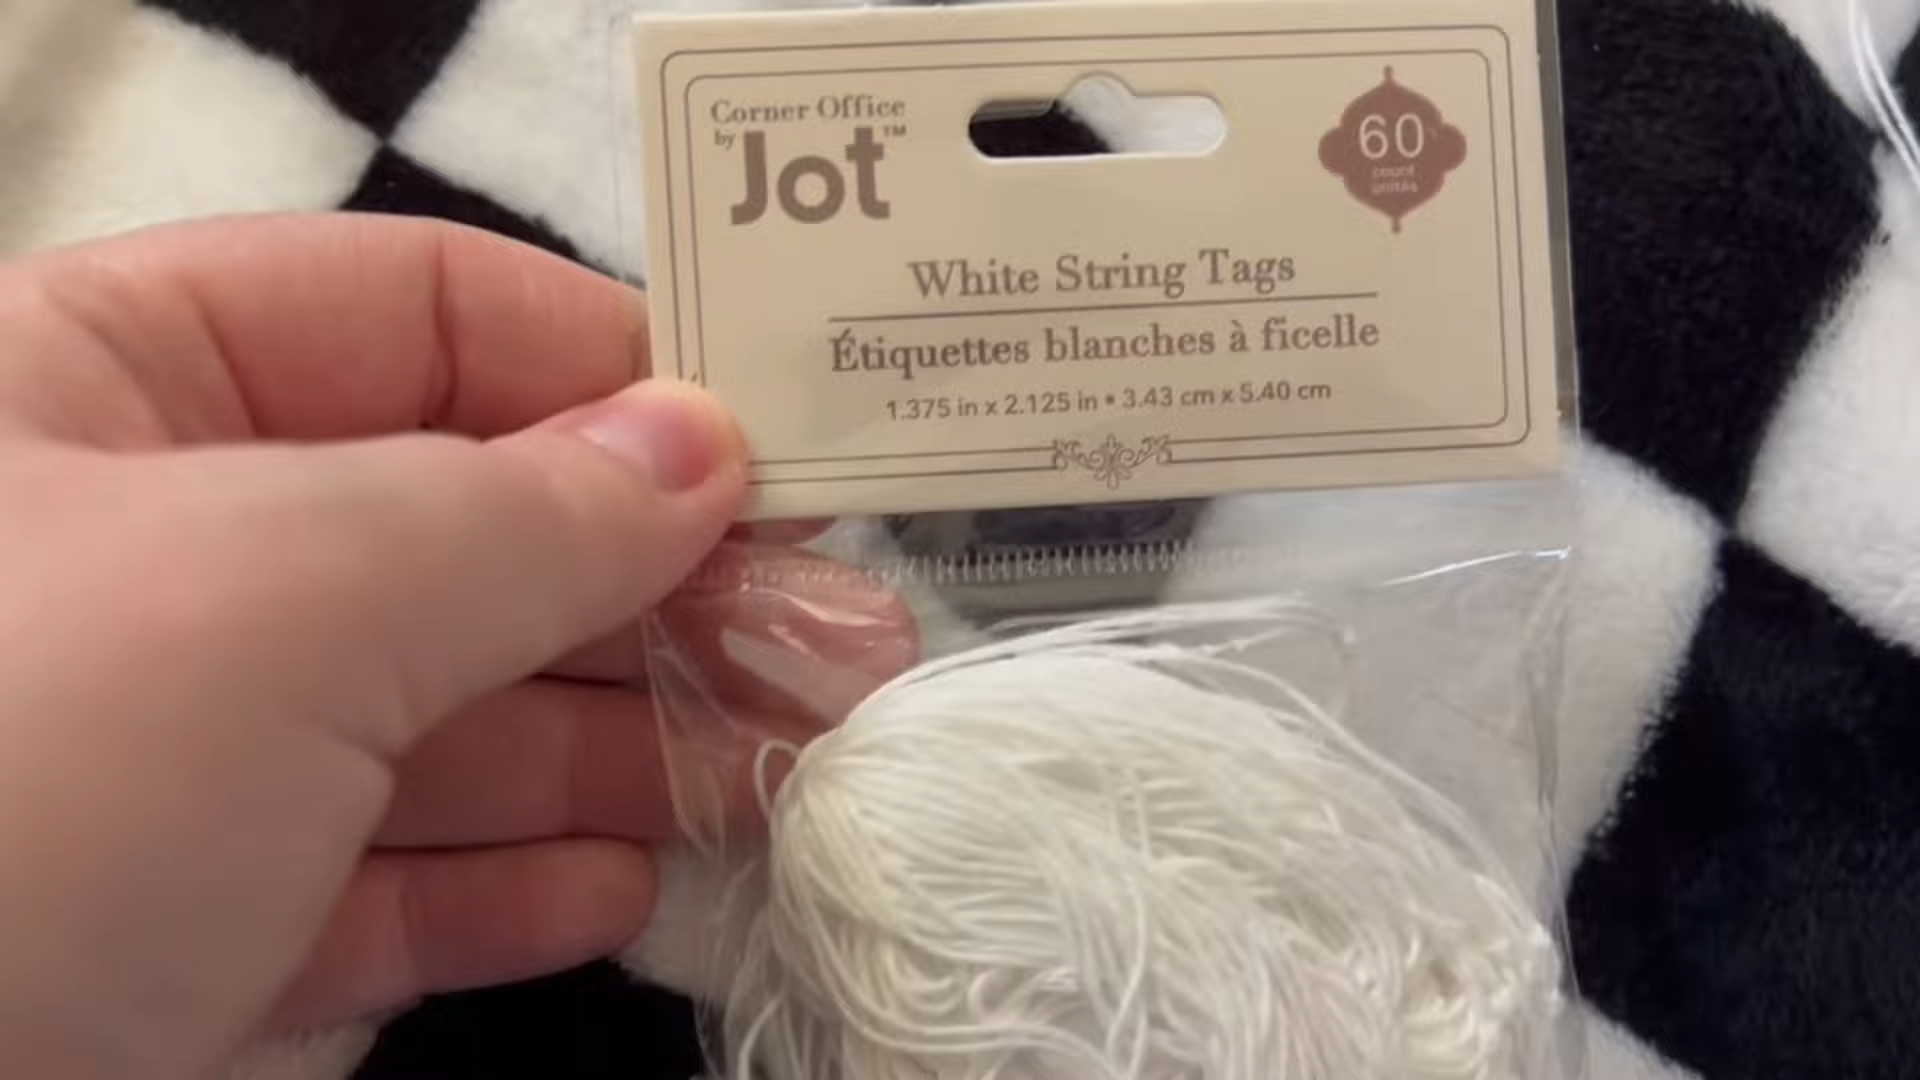 Corner Office
by Jot™
60
count
unités
White String Tags
Étiquettes blanches à ficelle
1.375 in x 2.125 in • 3.43 cm x 5.40 cm